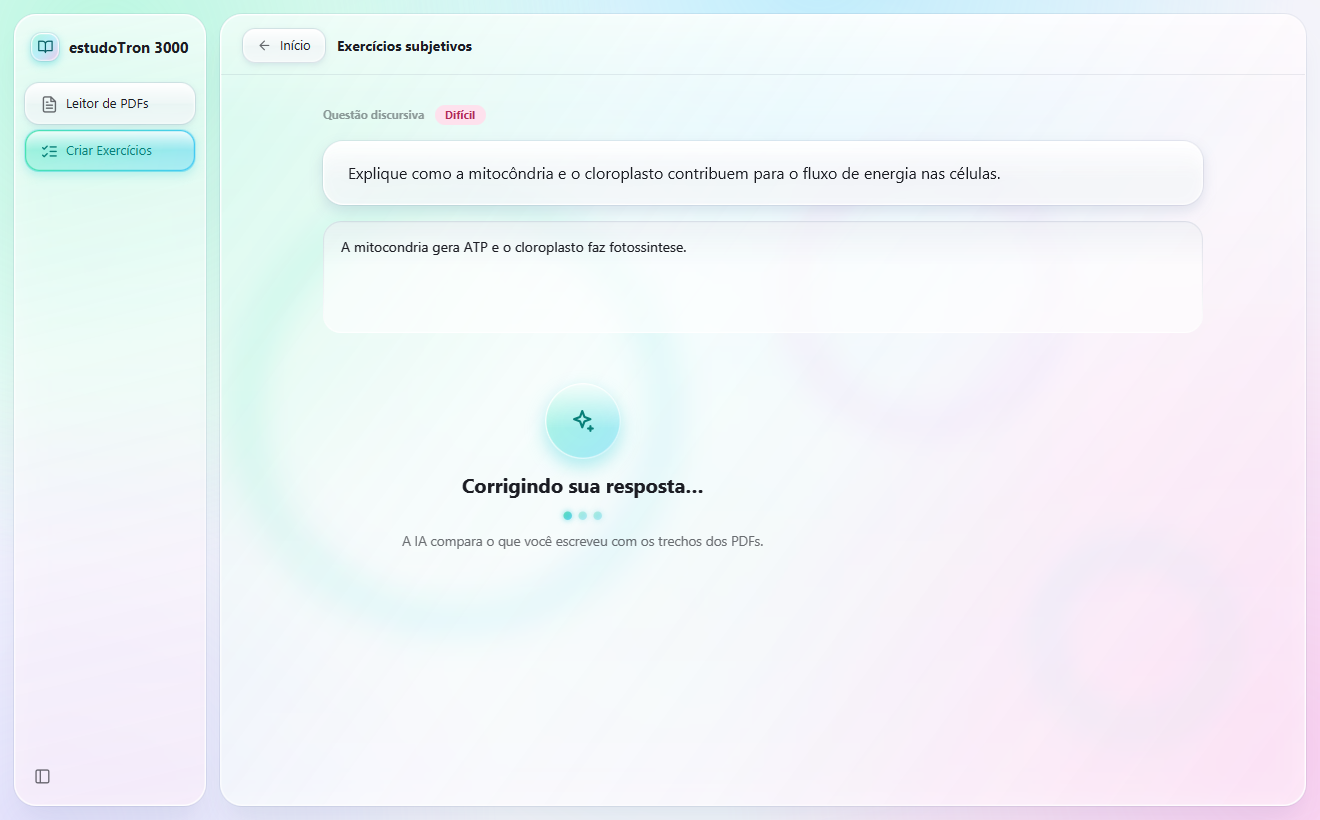 estudoTron 3000
Leitor de PDFs
Criar Exercícios
Início
Exercícios subjetivos
Questão discursiva
Difícil
Explique como a mitocôndria e o cloroplasto contribuem para o fluxo de energia nas células.
A mitocondria gera ATP e o cloroplasto faz fotossintese.
Corrigindo sua resposta...
A IA compara o que você escreveu com os trechos dos PDFs.